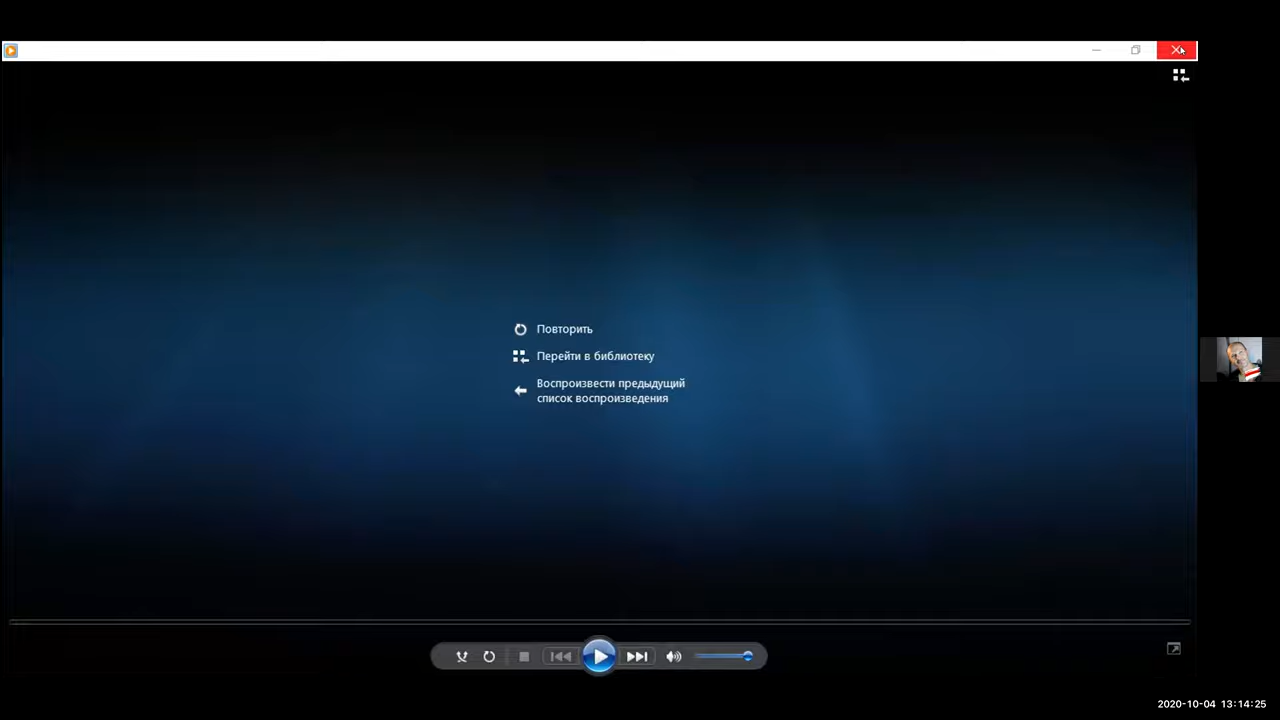 Повторить
Перейти в библиотеку
Воспроизвести предыдущий
список воспроизведения
2020-10-04 13:14:25